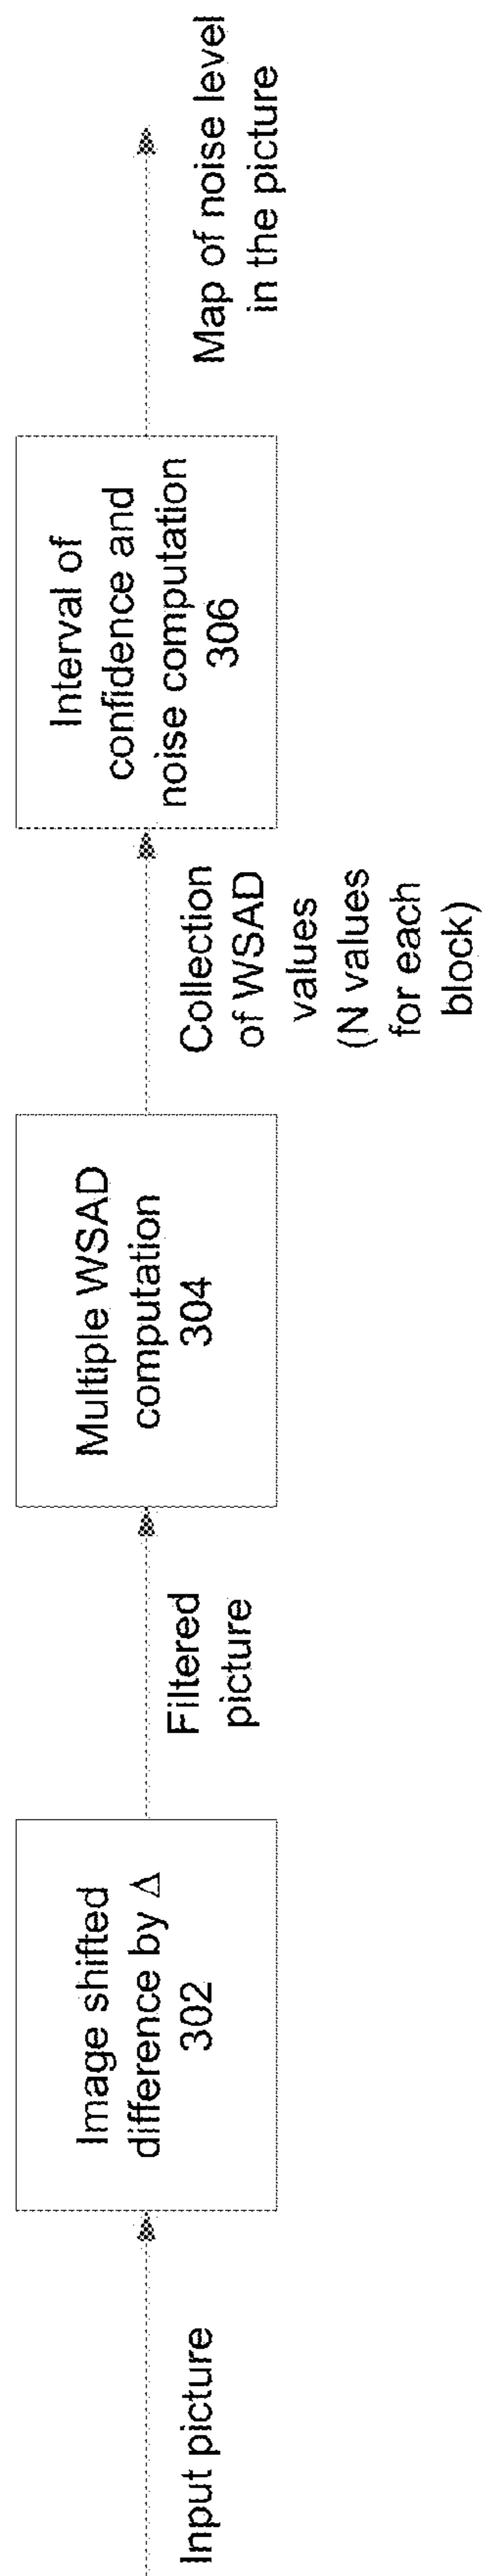 Input picture
Image shifted
difference by Δ
302
Filtered
picture
Multiple WSAD
computation
304
Collection
of WSAD
values
(N values
for each
block)
Interval of
confidence and
noise computation
306
Map of noise level
in the picture